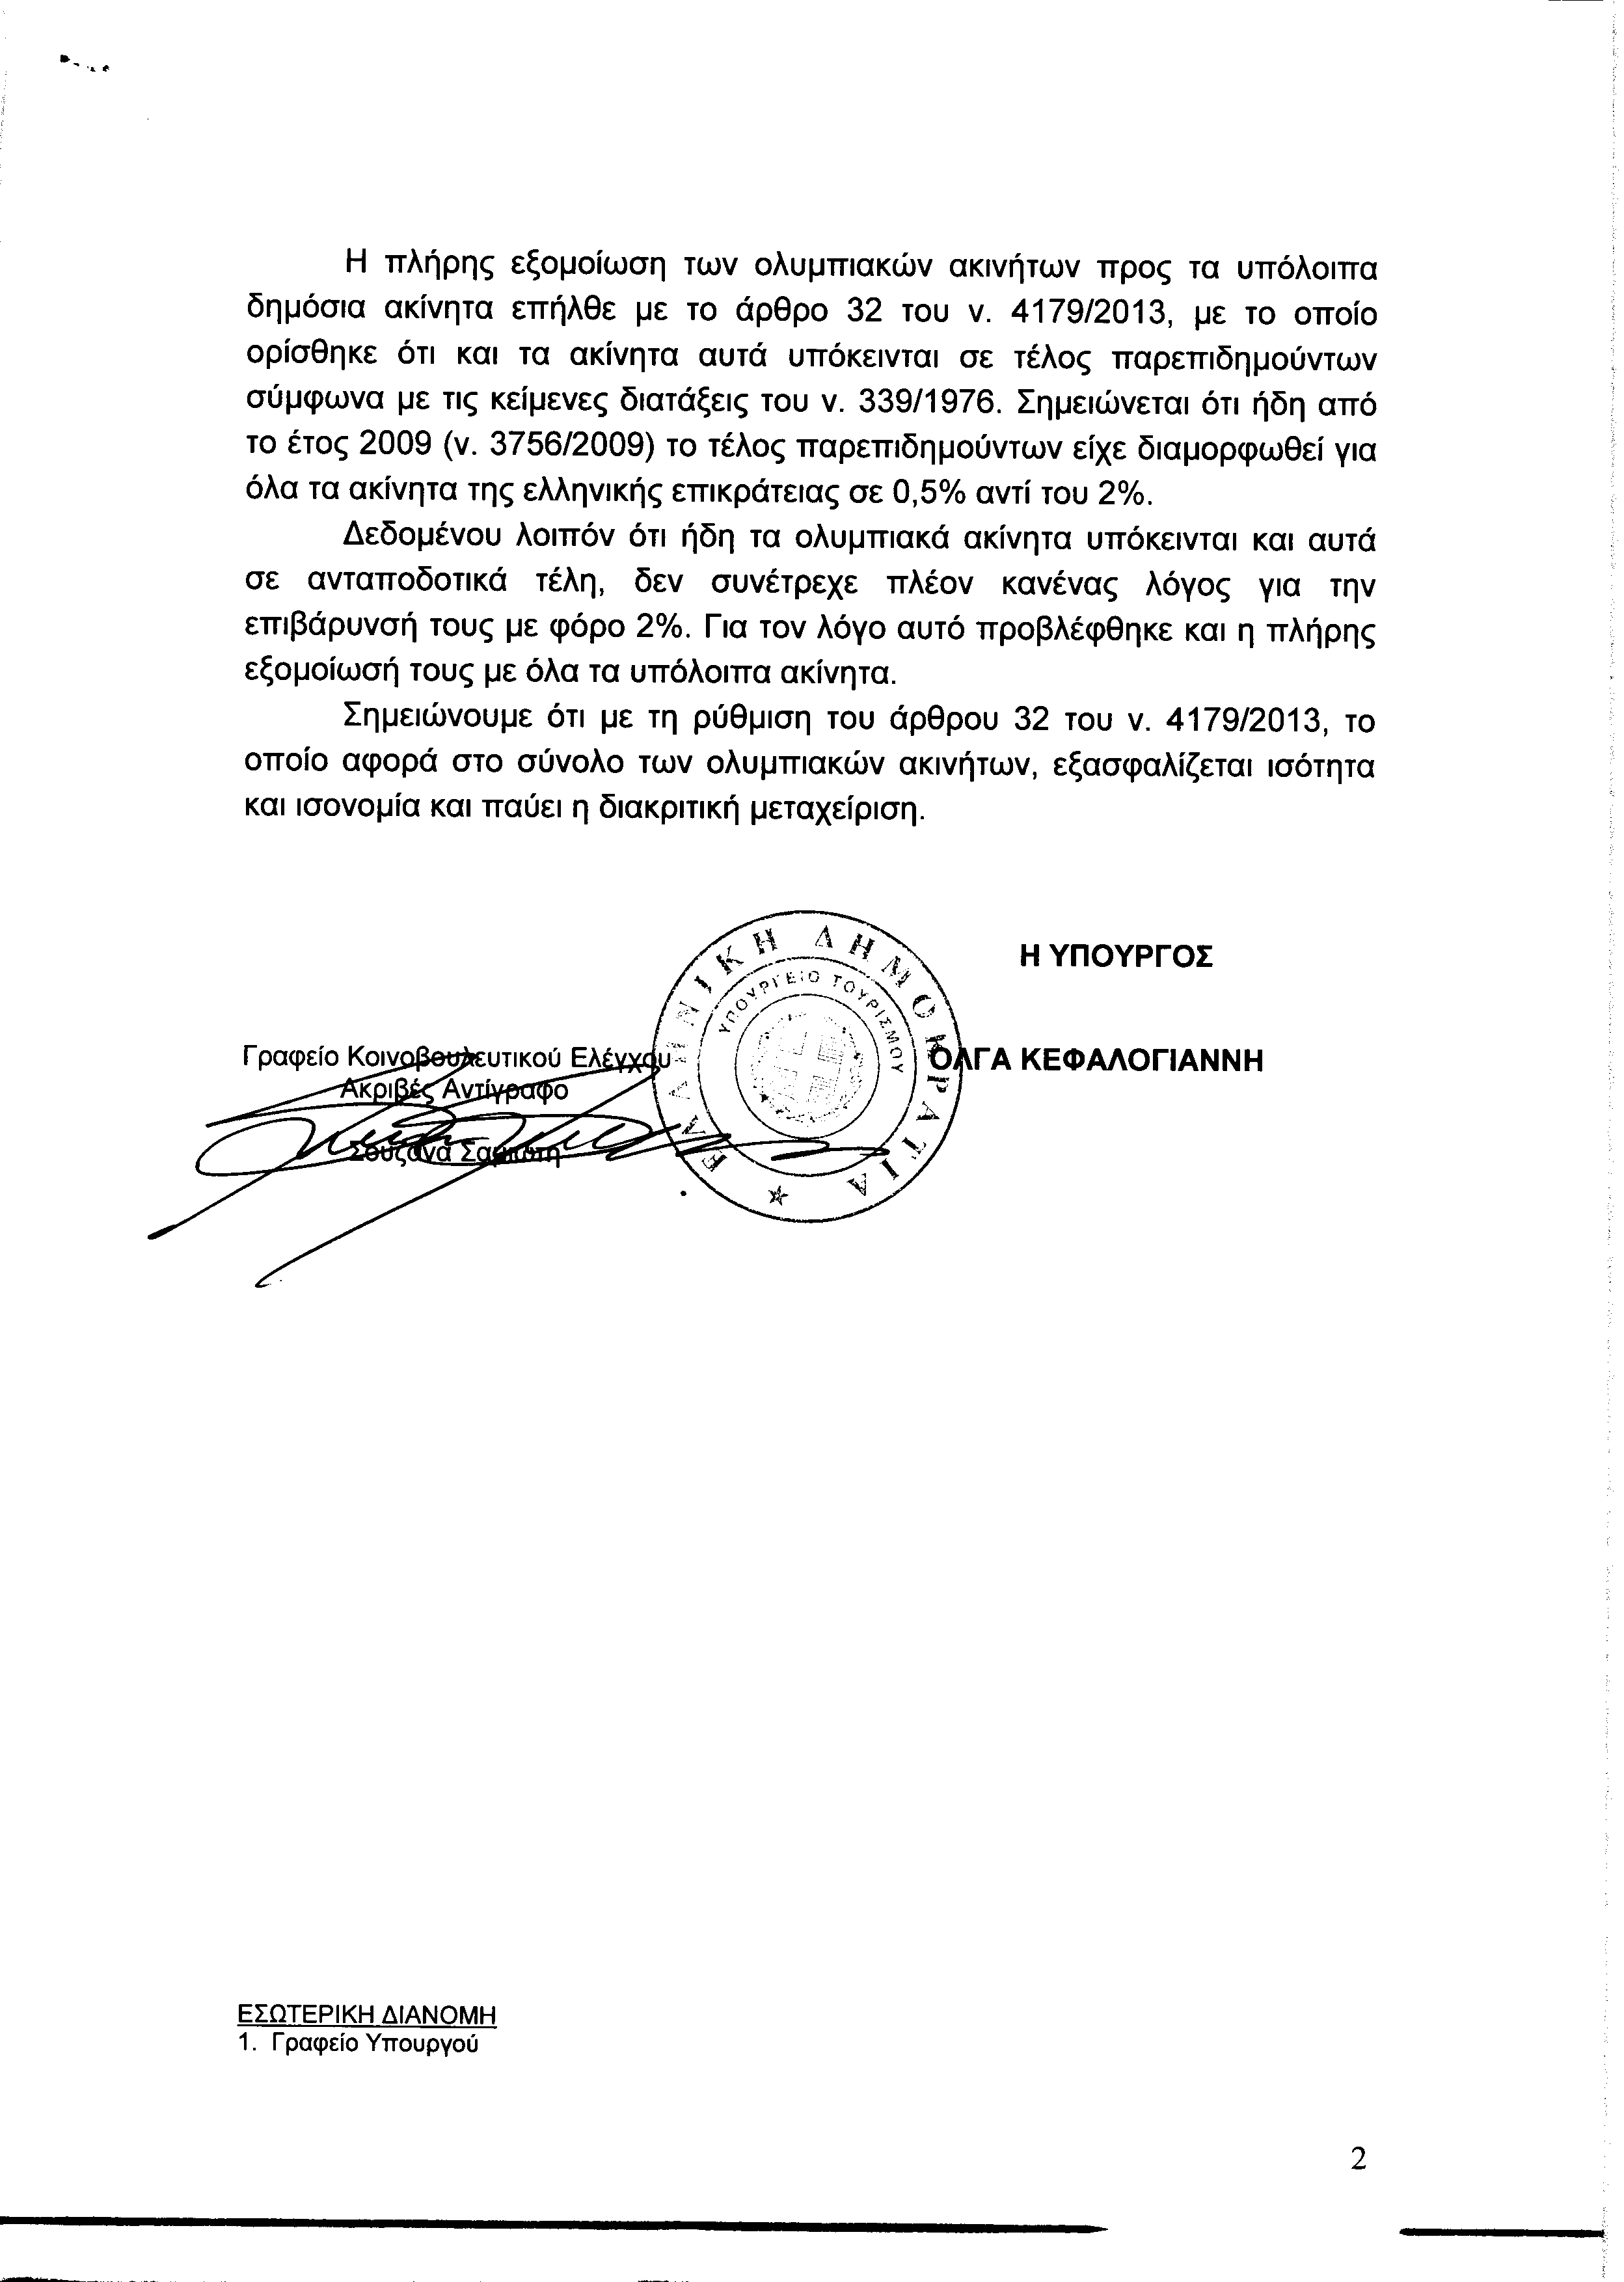 Η πλήρης εξομοίωση των ολυμπιακών ακινήτων προς τα υπόλοιπα
δημόσια ακίνητα επήλθε με το άρθρο 32 του ν. 4179/2013, με το οποίο
ορίσθηκε ότι και τα ακίνητα αυτά υπόκεινται σε τέλος παρεπιδημούντων
σύμφωνα με τις κείμενες διατάξεις του ν. 339/1976. Σημειώνεται ότι ήδη από
το έτος 2009 (ν. 3756/2009) το τέλος παρεπιδημούντων είχε διαμορφωθεί για
όλα τα ακίνητα της ελληνικής επικράτειας σε 0,5% αντί του 2%.
Δεδομένου λοιπόν ότι ήδη τα ολυμπιακά ακίνητα υπόκεινται και αυτά
σε ανταποδοτικά τέλη, δεν συνέτρεχε πλέον κανένας λόγος για την
επιβάρυνσή τους με φόρο 2%. Για τον λόγο αυτό προβλέφθηκε και η πλήρης
εξομοίωσή τους με όλα τα υπόλοιπα ακίνητα.
Σημειώνουμε ότι με τη ρύθμιση του άρθρου 32 του ν. 4179/2013, το
οποίο αφορά στο σύνολο των ολυμπιακών ακινήτων, εξασφαλίζεται ισότητα
και ισονομία και παύει η διακριτική μεταχείριση.
Η ΥΠΟΥΡΓΟΣ
ΕΛΛΗΝΙΚΗ ΔΗΜΟΚΡΑΤΙΑ
ΥΠΟΥΡΓΕΙΟ ΤΟΥΡΙΣΜΟΥ
ΟΛΓΑ ΚΕΦΑΛΟΓΙΑΝΝΗ
Γραφείο Κοινοβουλευτικού Ελέγχου
Ακριβές Αντίγραφο
Σουζάνα Σαμιώτη
ΕΣΩΤΕΡΙΚΗ ΔΙΑΝΟΜΗ
1. Γραφείο Υπουργού
2